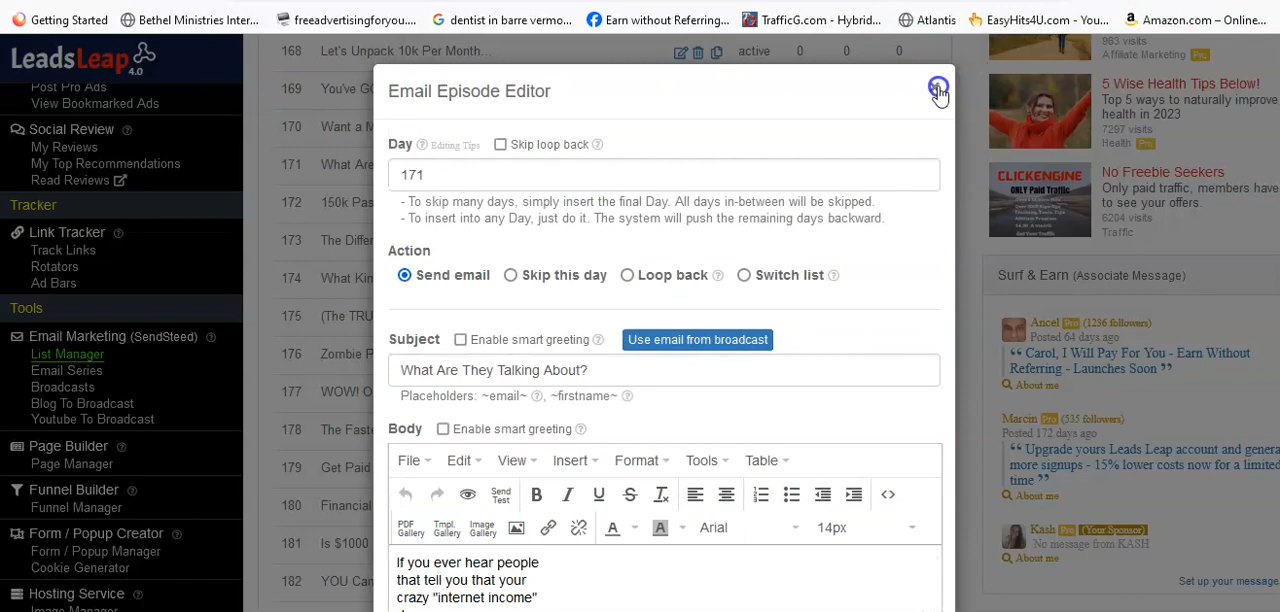 Getting Started Bethel Ministries Inter... freeadvertisingforyou.... dentist in barre vermo... Earn without Referring... TrafficG.com - Hybrid... Atlantis EasyHits4U.com - You... Amazon.com – Online...
LeadsLeap 4.0
Post Pro Ads
View Broadcasted Ads
Social Review
My Reviews
My Top Recommendations
Read Reviews
Tracker
Link Tracker
Track Links
Rotators
Ad Bars
Tools
Email Marketing (SendSteed)
List Manager
Email Series
Broadcasts
Blog To Broadcast
Youtube To Broadcast
Page Builder
Page Manager
Funnel Builder
Funnel Manager
Form / Popup Creator
Form / Popup Manager
Cookie Generator
Hosting Service
168 Let's Unpack 10k Per Month... active 0 0 0
169 You've G
170 Want a M
171 What Are
172 150k Pas
173 The Differ
174 What Kin
175 (The TRU
176 Zombie P
177 WOW! O
178 The Faste
179 Get Paid
180 Financial
181 Is $1000
182 YOU Can
Email Episode Editor
Day Editing Tips Skip loop back
171
- To skip many days, simply insert the final Day. All days in-between will be skipped.
- To insert into any Day, just do it. The system will push the remaining days backward.
Action
Send email Skip this day Loop back Switch list
Subject Enable smart greeting Use email from broadcast
What Are They Talking About?
Placeholders: ~email~ , ~firstname~
Body Enable smart greeting
File Edit View Insert Format Tools Table
Send Test
PDF Gallery Tmpl. Gallery Image Gallery Arial 14px
If you ever hear people
that tell you that your
crazy "internet income"
963 visits
Affiliate Marketing Pro
5 Wise Health Tips Below!
Top 5 ways to naturally improve
health in 2023
7297 visits
Health Pro
CLICKENGINE
ONLY Paid Traffic
No Freebie Seekers
Only paid traffic, members have
to see your offers.
6204 visits
Traffic
Surf & Earn (Associate Message)
Ancel Pro (1236 followers)
Posted 64 days ago
Carol, I Will Pay For You - Earn Without
Referring - Launches Soon
About me
Marcin Pro (535 followers)
Posted 172 days ago
Upgrade yours Leads Leap account and genera
more signups - 15% lower costs now for a limited
time
About me
Kash Pro (Your Sponsor)
No message from KASH
About me
Set up your message